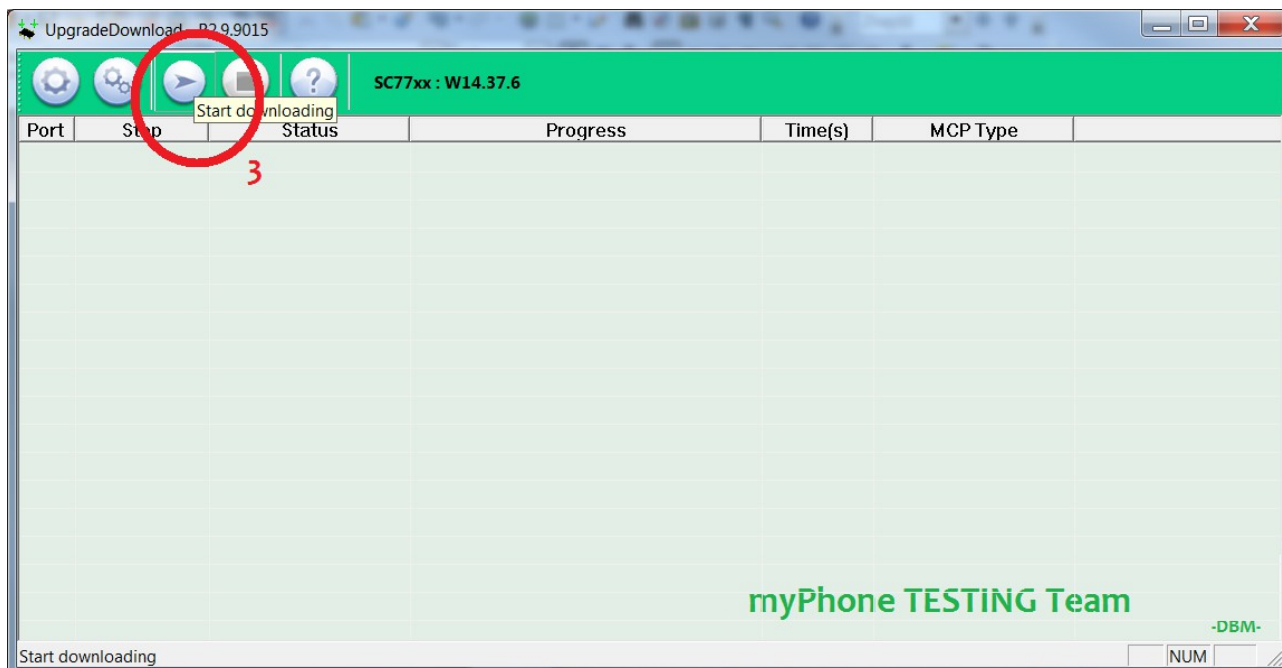 UpgradeDownload - R2.9.9015
SC77xx : W14.37.6
Start downloading
Port Step Status Progress Time(s) MCP Type
3
myPhone TESTING Team
-DBM-
Start downloading NUM